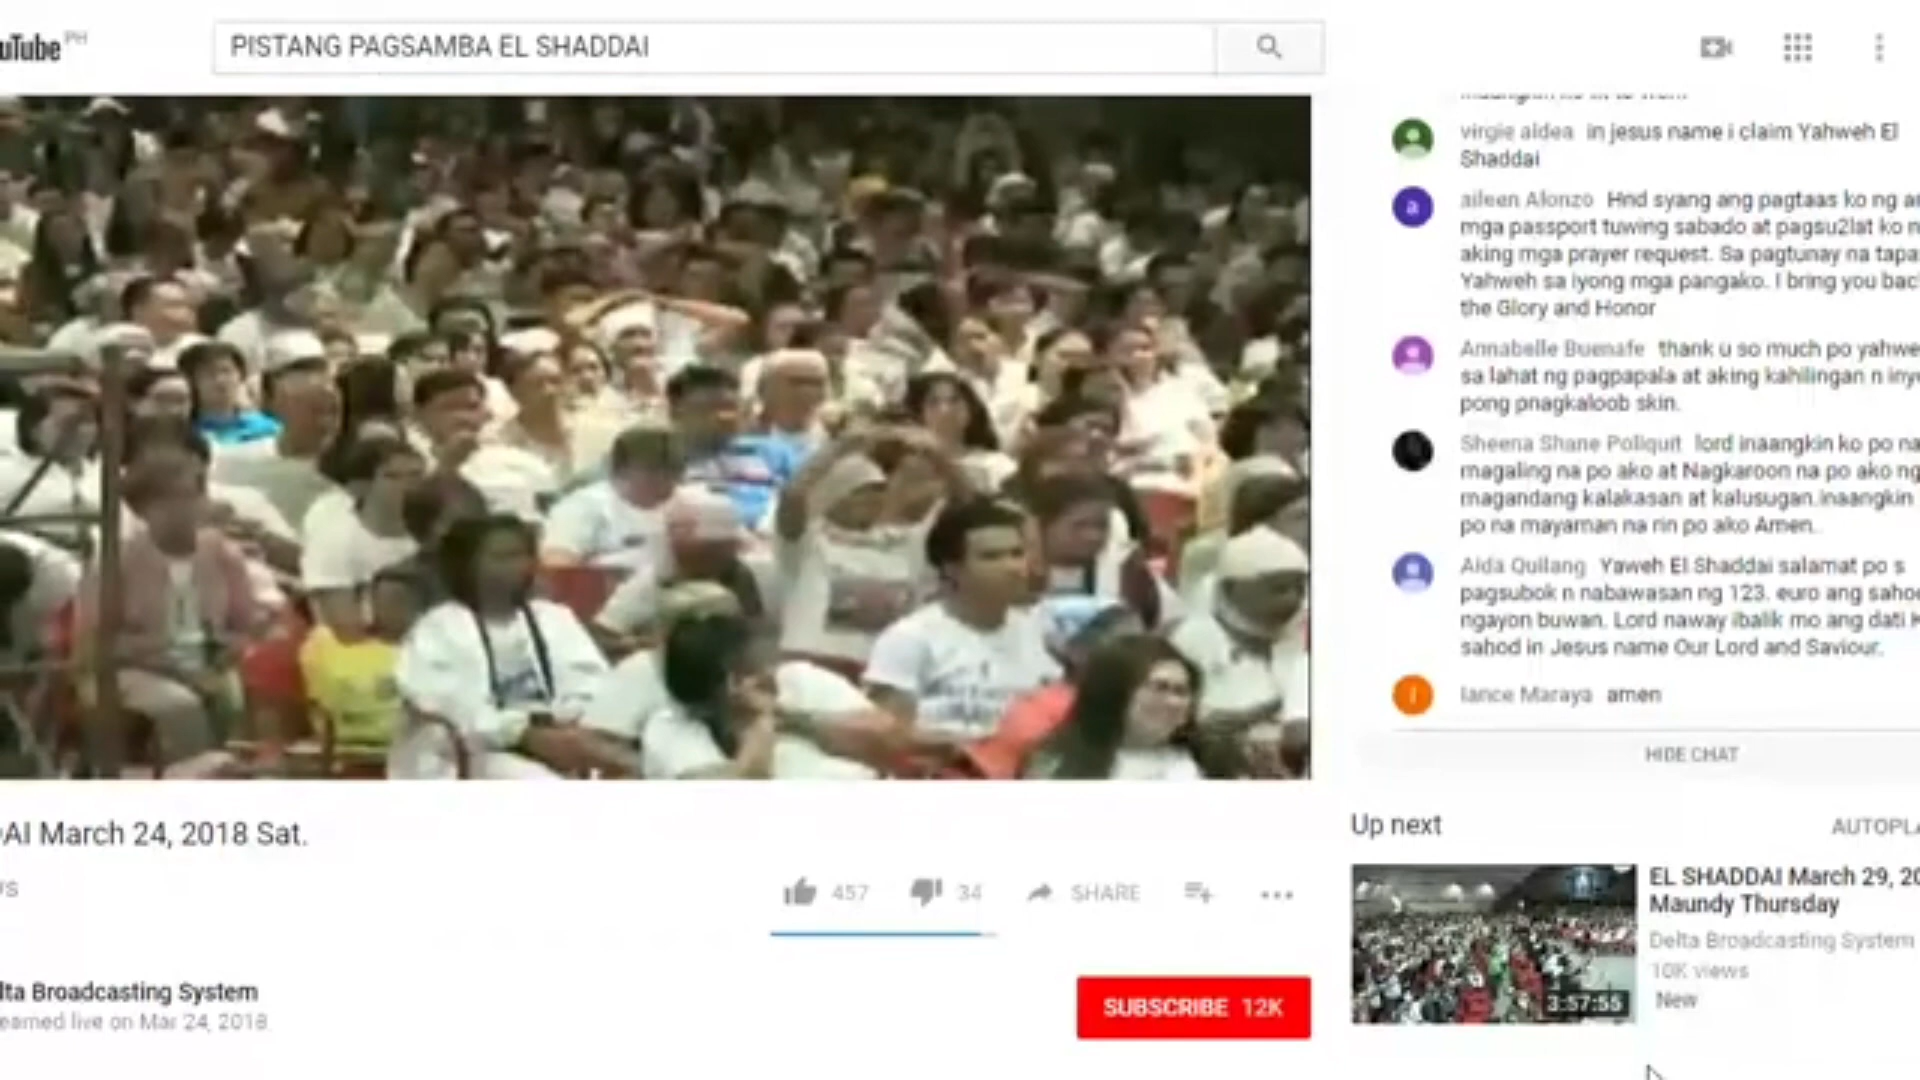 uTube PH
PISTANG PAGSAMBA EL SHADDAI
virgie aldea in jesus name i claim Yahweh El
Shaddai
aileen Alonzo Hnd syang ang pagtaas ko ng
mga passport tuwing sabado at pagsu2lat ko
aking mga prayer request. Sa pagtunay na
Yahweh sa iyong mga pangako. I bring you
the Glory and Honor
Annabelle Buenafe thank u so much po
sa lahat ng pagpapala at aking kahilingan n
pong pnagkaloob skin.
Sheena Shane Poliquit lord inaangkin ko po
magaling na po ako at Nagkaroon na po ako ng
magandang kalakasan at kalusugan.inaangkin
po na mayaman na rin po ako Amen.
Aida Quilang Yaweh El Shaddai salamat po s
pagsubok n nabawasan ng 123. euro ang
ngayon buwan. Lord naway ibalik mo ang dati
sahod in Jesus name Our Lord and Saviour.
lance Maraya amen
HIDE CHAT
AI March 24, 2018 Sat.
457 34 SHARE
lta Broadcasting System
eamed live on Mar 24, 2018
SUBSCRIBE 12K
Up next
AUTOPLA
EL SHADDAI March 29, 20
Maundy Thursday
Delta Broadcasting System
10K views
New
3:57:55